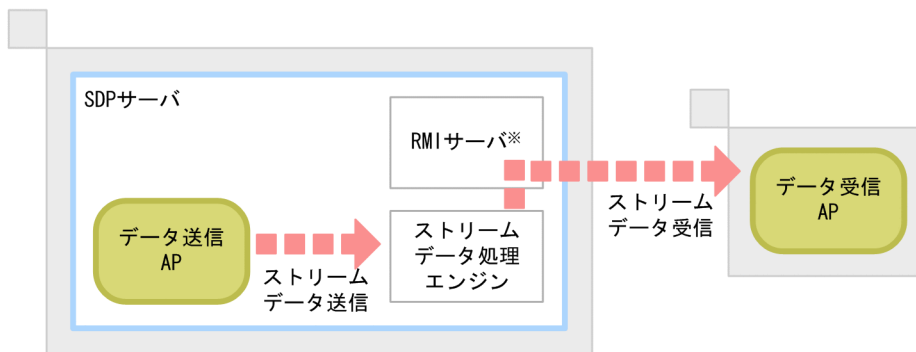 SDPサーバ
RMIサーバ※
データ送信
AP
ストリーム
データ送信
ストリーム
データ処理
エンジン
ストリーム
データ受信
データ受信
AP